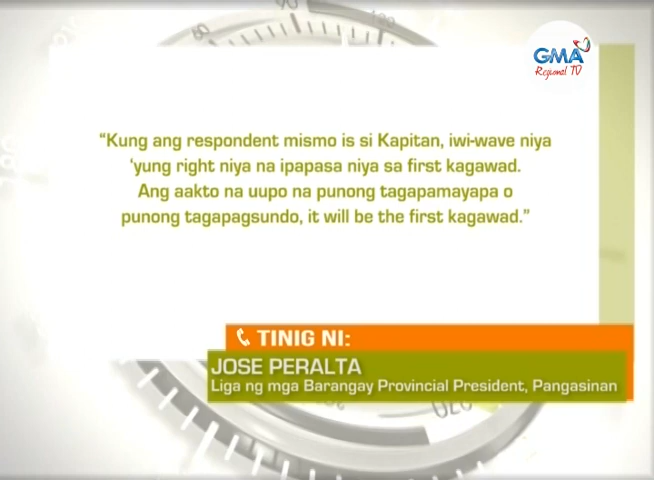 GMA
Regional TV
“Kung ang respondent mismo is si Kapitan, iwi-wave niya
‘yung right niya na ipapasa niya sa first kagawad.
Ang aakto na uupo na punong tagapamayapa o
punong tagapagsundo, it will be the first kagawad.”
TINIG NI:
JOSE PERALTA
Liga ng mga Barangay Provincial President, Pangasinan